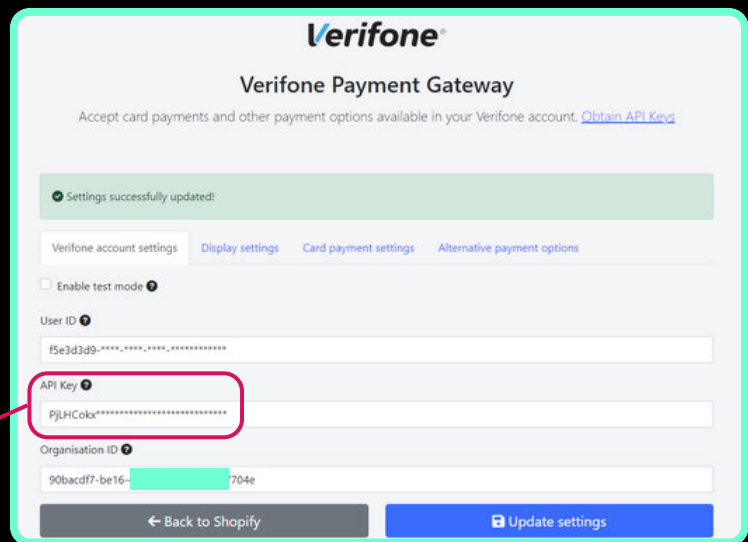 Verifone
Verifone Payment Gateway
Accept card payments and other payment options available in your Verifone account. Obtain API Keys
Settings successfully updated!
Verifone account settings Display settings Card payment settings Alternative payment options
Enable test mode
User ID
f5e3d3d9-****-****-****-************
API Key
PjLHCokx****************************
Organisation ID
90bacdf7-be16- 704e
← Back to Shopify Update settings